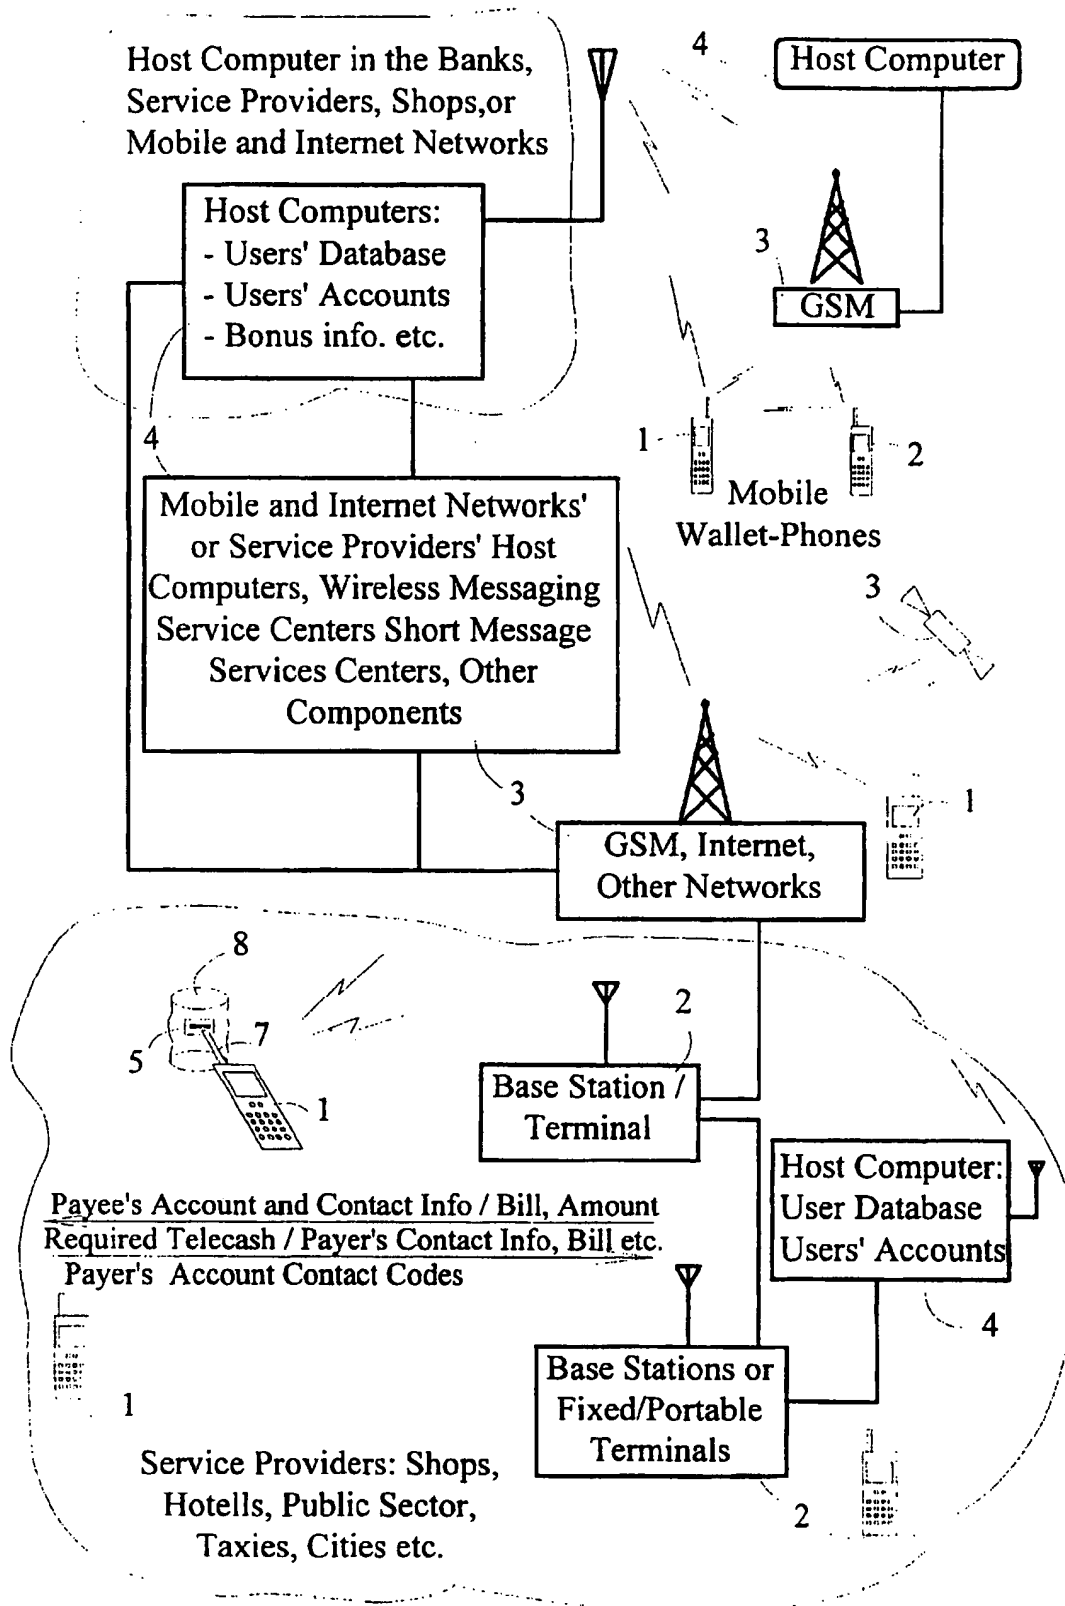 Host Computer in the Banks,
Service Providers, Shops,or
Mobile and Internet Networks
4
Host Computer
Host Computers:
- Users' Database
- Users' Accounts
- Bonus info. etc.
3
GSM
4
1
2
Mobile
Wallet-Phones
Mobile and Internet Networks'
or Service Providers' Host
Computers, Wireless Messaging
Service Centers Short Message
Services Centers, Other
Components
3
3
1
GSM, Internet,
Other Networks
8
5
7
1
2
Base Station /
Terminal
Host Computer:
User Database
Users' Accounts
4
Payee's Account and Contact Info / Bill, Amount
Required Telecash / Payer's Contact Info, Bill etc.
Payer's Account Contact Codes
1
Base Stations or
Fixed/Portable
Terminals
2
Service Providers: Shops,
Hotells, Public Sector,
Taxies, Cities etc.